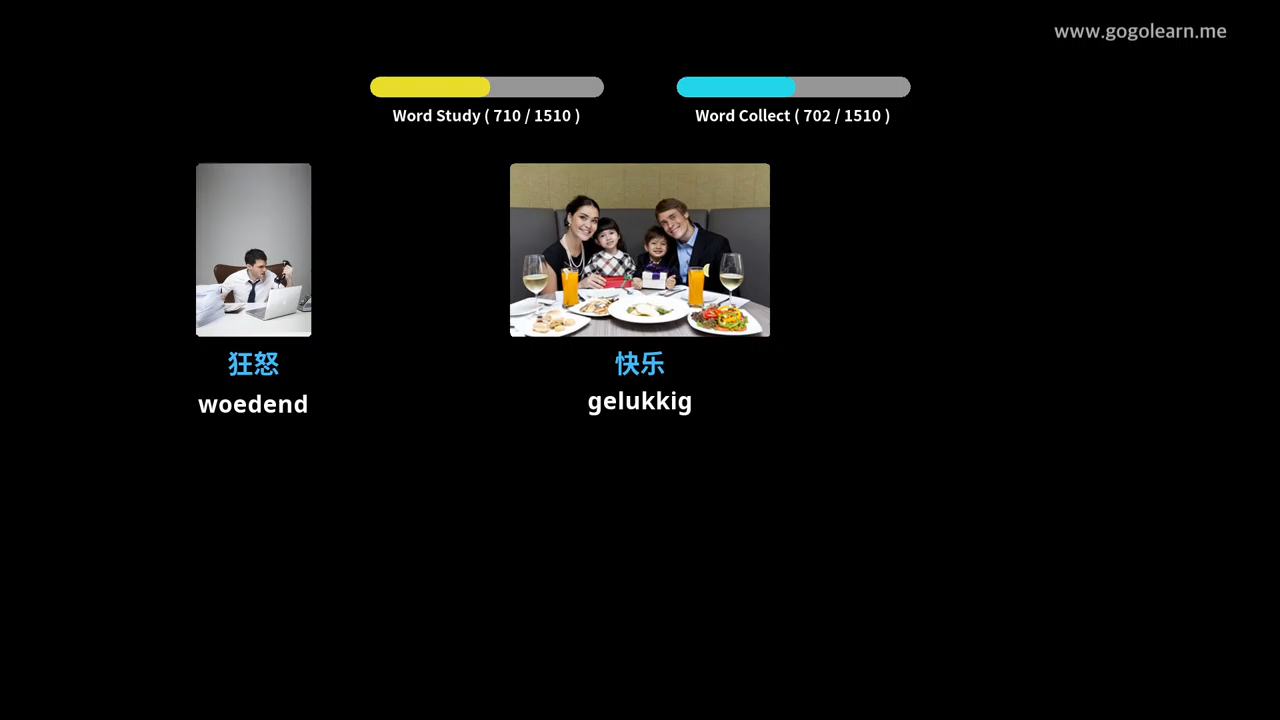 www.gogolearn.me
Word Study ( 710 / 1510 )
Word Collect ( 702 / 1510 )
狂怒
woedend
快乐
gelukkig